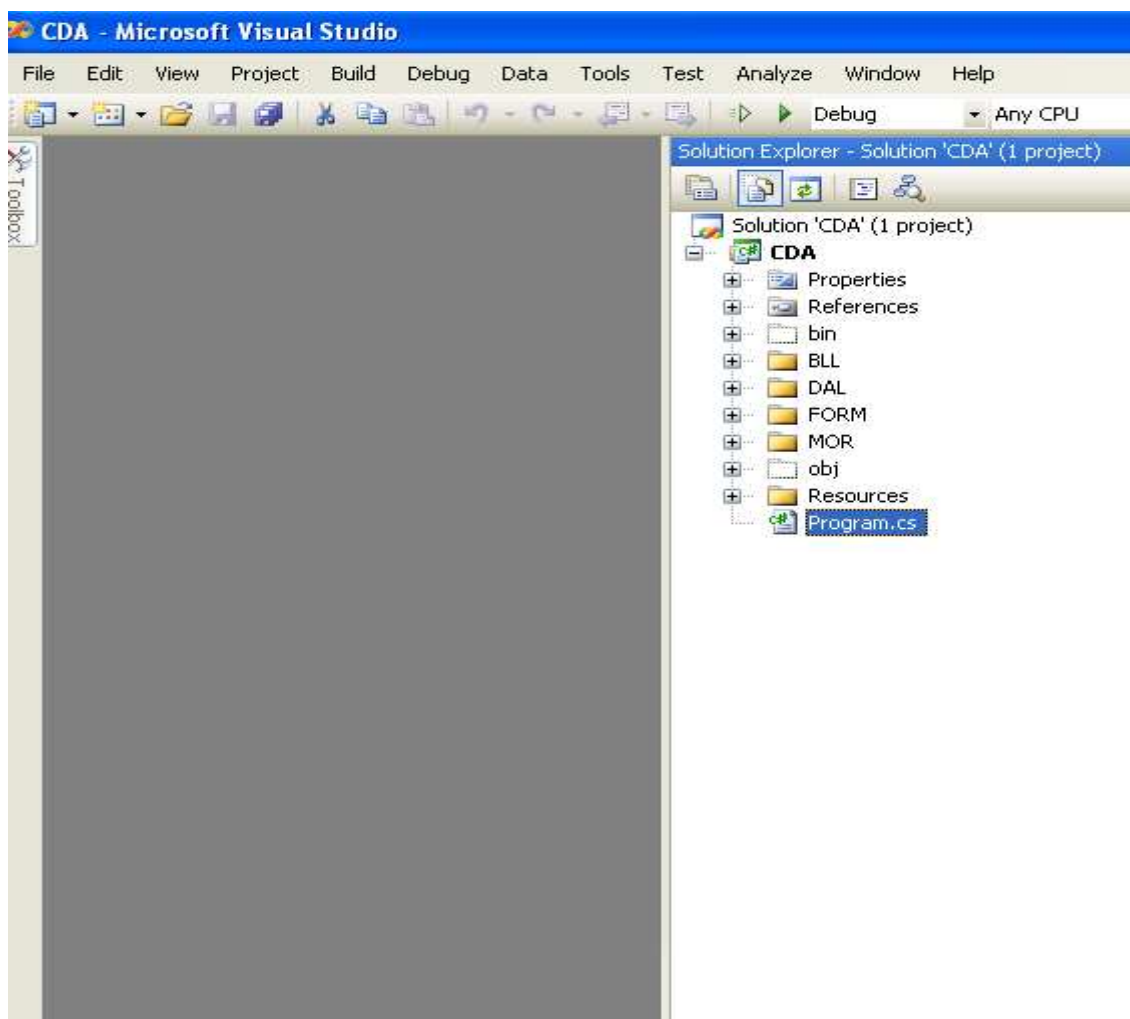 CDA - Microsoft Visual Studio
File Edit View Project Build Debug Data Tools Test Analyze Window Help
Debug Any CPU
Toolbox
Solution Explorer - Solution 'CDA' (1 project)
Solution 'CDA' (1 project)
CDA
Properties
References
bin
BLL
DAL
FORM
MOR
obj
Resources
Program.cs